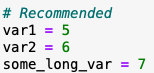 # Recommended
var1 = 5
var2 = 6
some_long_var = 7